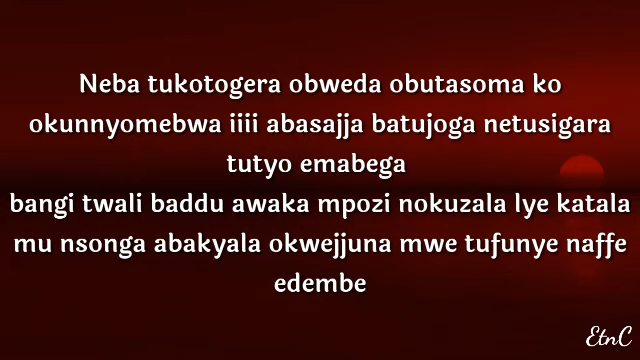 Neba tukotogera obweda obutasoma ko
okunnyomebwa iiii abasajja batujoga netusigara
tutyo emabega
bangi twali baddu awaka mpozi nokuzala lye katala
mu nsonga abakyala okwejjuna mwe tufunye naffe
edembe
EtnC